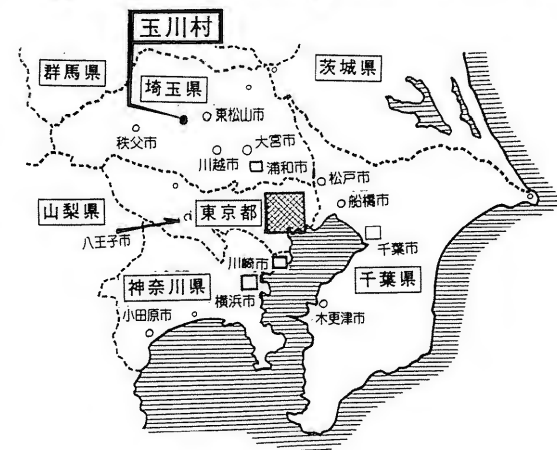 玉川村
群馬県
茨城県
埼玉県
東松山市
秩父市
大宮市
川越市
浦和市
松戸市
山梨県
東京都
船橋市
八王子市
千葉市
川崎市
千葉県
神奈川県
横浜市
小田原市
木更津市